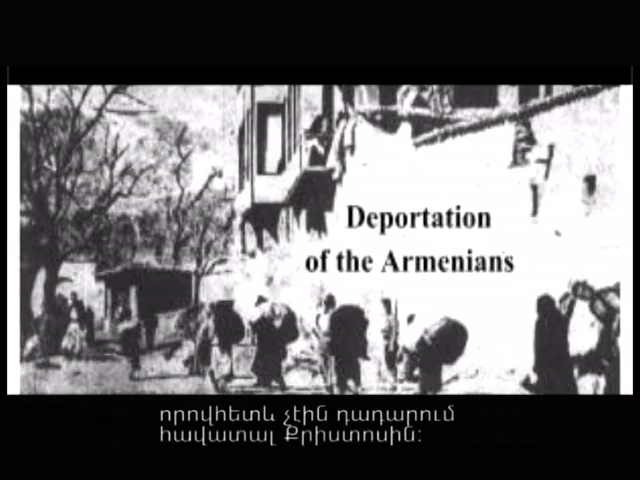 Deportation
of the Armenians
որովհետև չէին դադարում
հավատալ Քրիստոսին: